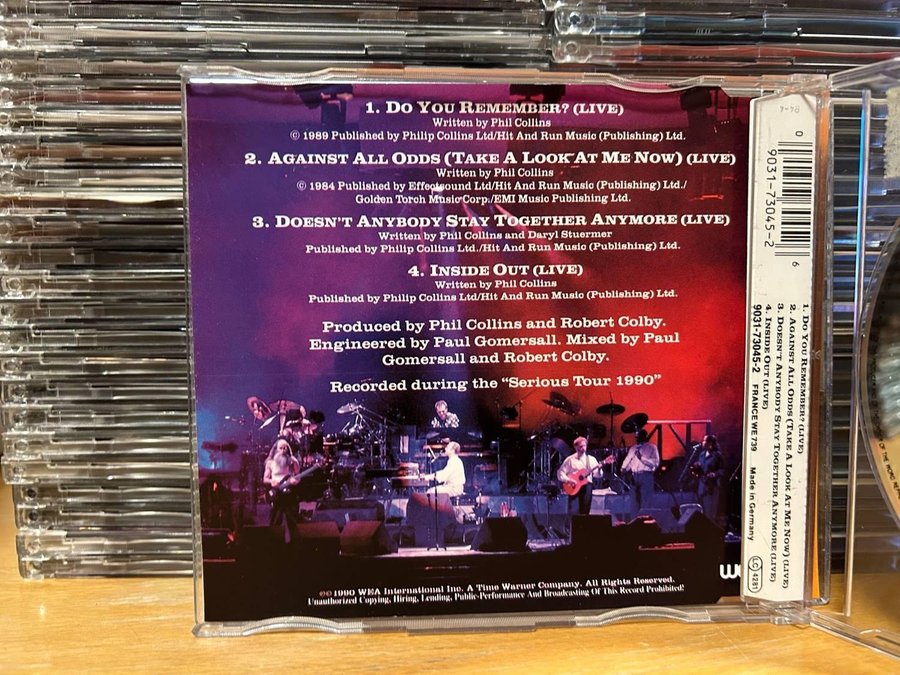 1. Do You Remember? (Live)
Written by Phil Collins
© 1989 Published by Philip Collins Ltd/Hit And Run Music (Publishing) Ltd.
2. Against All Odds (Take A Look At Me Now) (Live)
Written by Phil Collins
© 1984 Published by Effectsound Ltd/Hit And Run Music (Publishing) Ltd./
Golden Torch Music Corp./EMI Music Publishing Ltd.
3. Doesn't Anybody Stay Together Anymore (Live)
Written by Phil Collins and Daryl Stuermer
Published by Philip Collins Ltd./Hit And Run Music (Publishing) Ltd.
4. Inside Out (Live)
Written by Phil Collins
Published by Philip Collins Ltd/Hit And Run Music (Publishing) Ltd.
Produced by Phil Collins and Robert Colby.
Engineered by Paul Gomersall. Mixed by Paul
Gomersall and Robert Colby.
Recorded during the "Serious Tour 1990"
℗© 1990 WEA International Inc. A Time Warner Company. All Rights Reserved.
Unauthorized Copying, Hiring, Lending, Public-Performance And Broadcasting Of This Record Prohibited!
0
9031-73045-2
6
1. Do You Remember? (Live)
2. Against All Odds (Take A Look At Me Now) (Live)
3. Doesn't Anybody Stay Together Anymore (Live)
4. Inside Out (Live)
9031-73045-2 FRANCE WE 739 Made in Germany
LC 4281